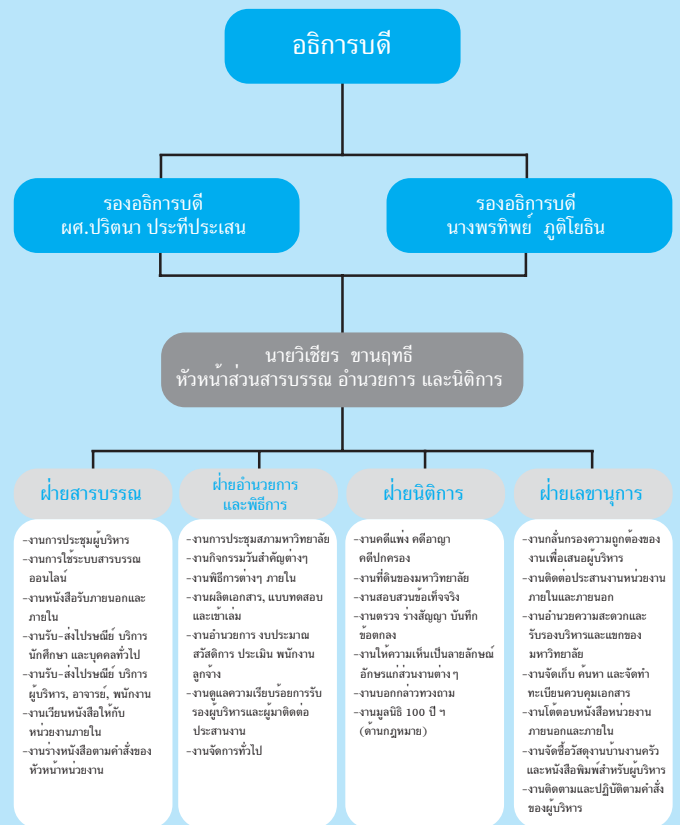 อธิการบดี
รองอธิการบดี
ผศ.ปริตนา ประทีประเสน
รองอธิการบดี
นางพรทิพย์ ภูติโยธิน
นายวิเชียร ขานฤทธี
หัวหน้าส่วนสารบรรณ อำนวยการ และนิติการ
ฝ่ายสารบรรณ
-งานการประชุมผู้บริหาร
-งานการใช้ระบบสารบรรณ
ออนไลน์
-งานหนังสือรับภายนอกและ
ภายใน
-งานรับ-ส่งไปรษณีย์ บริการ
นักศึกษา และบุคคลทั่วไป
-งานรับ-ส่งไปรษณีย์ บริการ
ผู้บริหาร, อาจารย์, พนักงาน
-งานเวียนหนังสือให้กับ
หน่วยงานภายใน
-งานร่างหนังสือตามคำสั่งของ
หัวหน้าหน่วยงาน
ฝ่ายอำนวยการ
และพิธีการ
-งานการประชุมสภามหาวิทยาลัย
-งานกิจกรรมวันสำคัญต่างๆ
-งานพิธีการต่างๆ ภายใน
-งานผลิตเอกสาร, แบบทดสอบ
และเข้าเล่ม
-งานอำนวยการ งบประมาณ
สวัสดิการ ประเมิน พนักงาน
ลูกจ้าง
-งานดูแลความเรียบร้อยการรับ
รองผู้บริหารและผู้มาติดต่อ
ประสานงาน
-งานจัดการทั่วไป
ฝ่ายนิติการ
-งานคดีแพ่ง คดีอาญา
คดีปกครอง
-งานที่ดินของมหาวิทยาลัย
-งานสอบสวนข้อเท็จจริง
-งานตรวจ ร่างสัญญา บันทึก
ข้อตกลง
-งานให้ความเห็นเป็นลายลักษณ์
อักษรแก่ส่วนงานต่างๆ
-งานบอกกล่าวทวงถาม
-งานมูลนิธิ 100 ปี ฯ
(ด้านกฎหมาย)
ฝ่ายเลขานุการ
-งานกลั่นกรองความถูกต้องของ
งานเพื่อเสนอผู้บริหาร
-งานติดต่อประสานงานหน่วยงาน
ภายในและภายนอก
-งานอำนวยความสะดวกและ
รับรองบริหารและแขกของ
มหาวิทยาลัย
-งานจัดเก็บ ค้นหา และจัดทำ
ทะเบียนควบคุมเอกสาร
-งานโต้ตอบหนังสือหน่วยงาน
ภายนอกและภายใน
-งานจัดซื้อวัสดุงานบ้านงานครัว
และหนังสือพิมพ์สำหรับผู้บริหาร
-งานติดตามและปฏิบัติตามคำสั่ง
ของผู้บริหาร